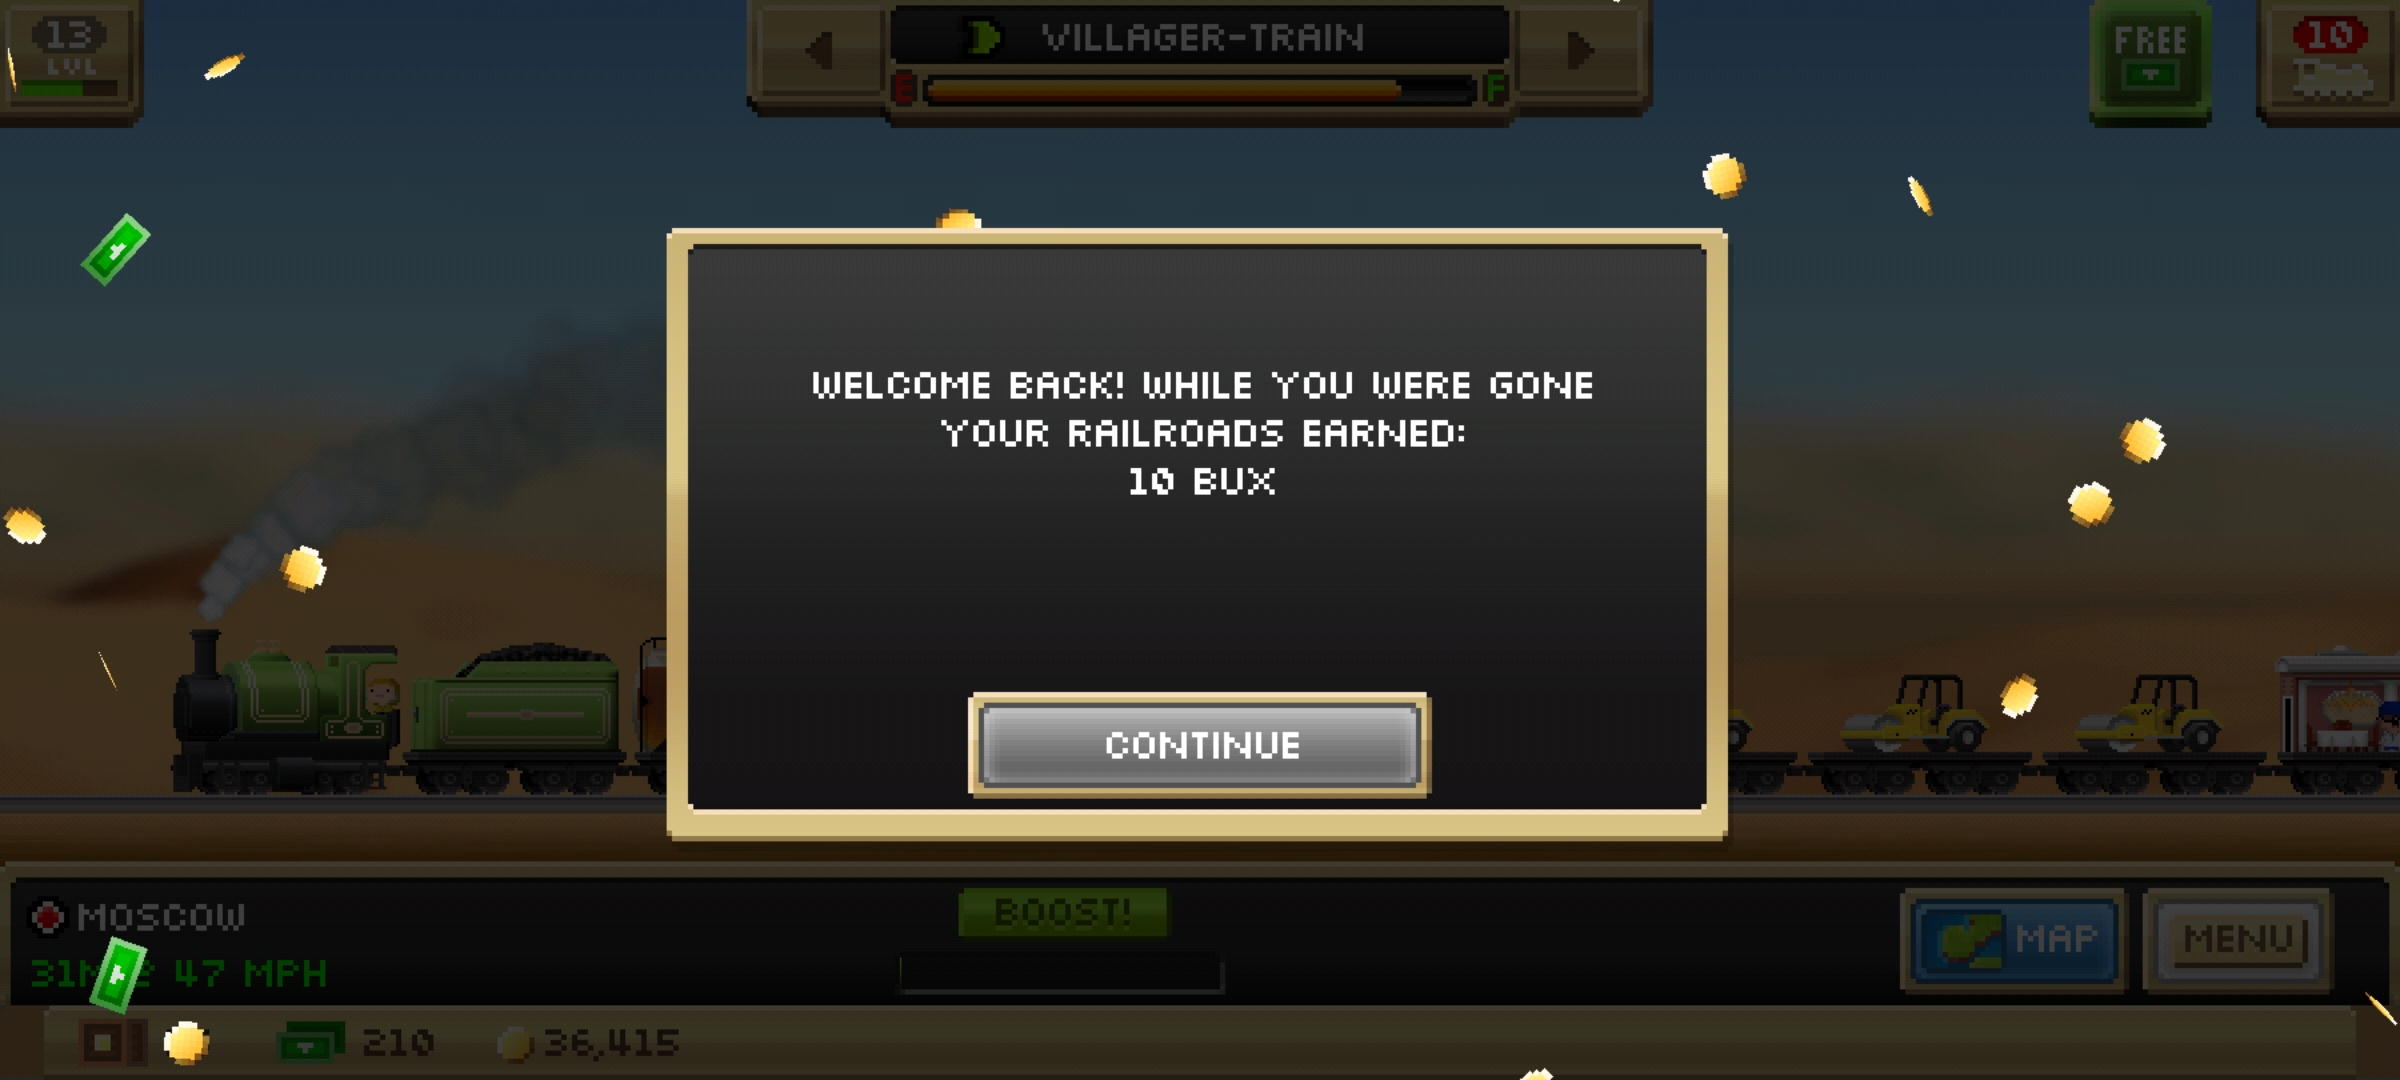 13
LVL
VILLAGER-TRAIN
E
F
FREE
10
WELCOME BACK! WHILE YOU WERE GONE
YOUR RAILROADS EARNED:
10 BUX
CONTINUE
MOSCOW
BOOST!
47 MPH
MAP
MENU
210
36,415